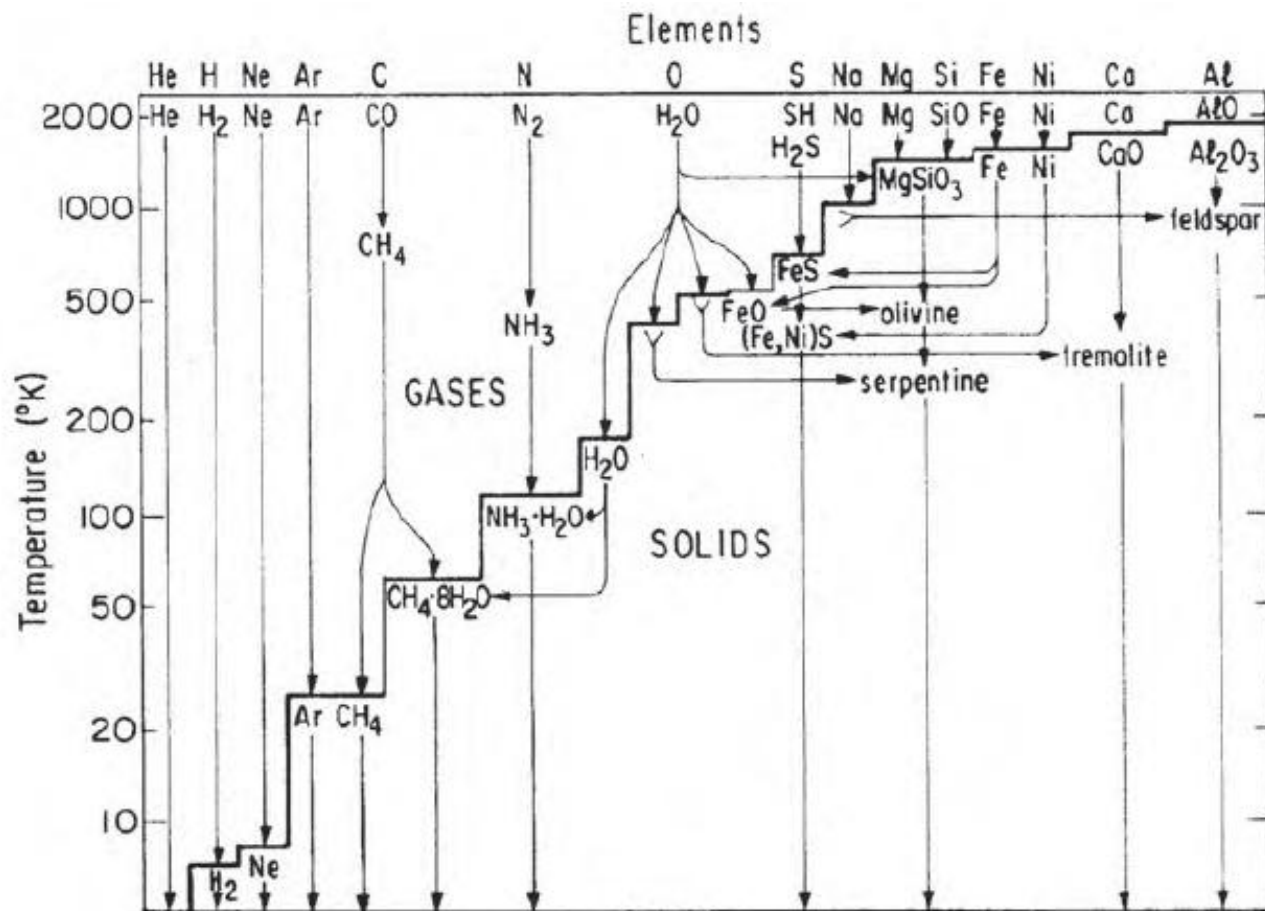 Elements
He H Ne Ar C N O S Na Mg Si Fe Ni Ca Al
2000 He H₂ Ne Ar CO N₂ H₂O SH Na Mg SiO Fe Ni Ca AlO
H₂S MgSiO₃ Fe Ni CaO Al₂O₃
1000 feldspar
CH₄
FeS
500 FeO olivine
NH₃ (Fe,Ni)S
tremolite
GASES serpentine
200
H₂O
100 NH₃·H₂O
SOLIDS
50 CH₄·8H₂O
20 Ar CH₄
10
H₂ Ne
Temperature (°K)